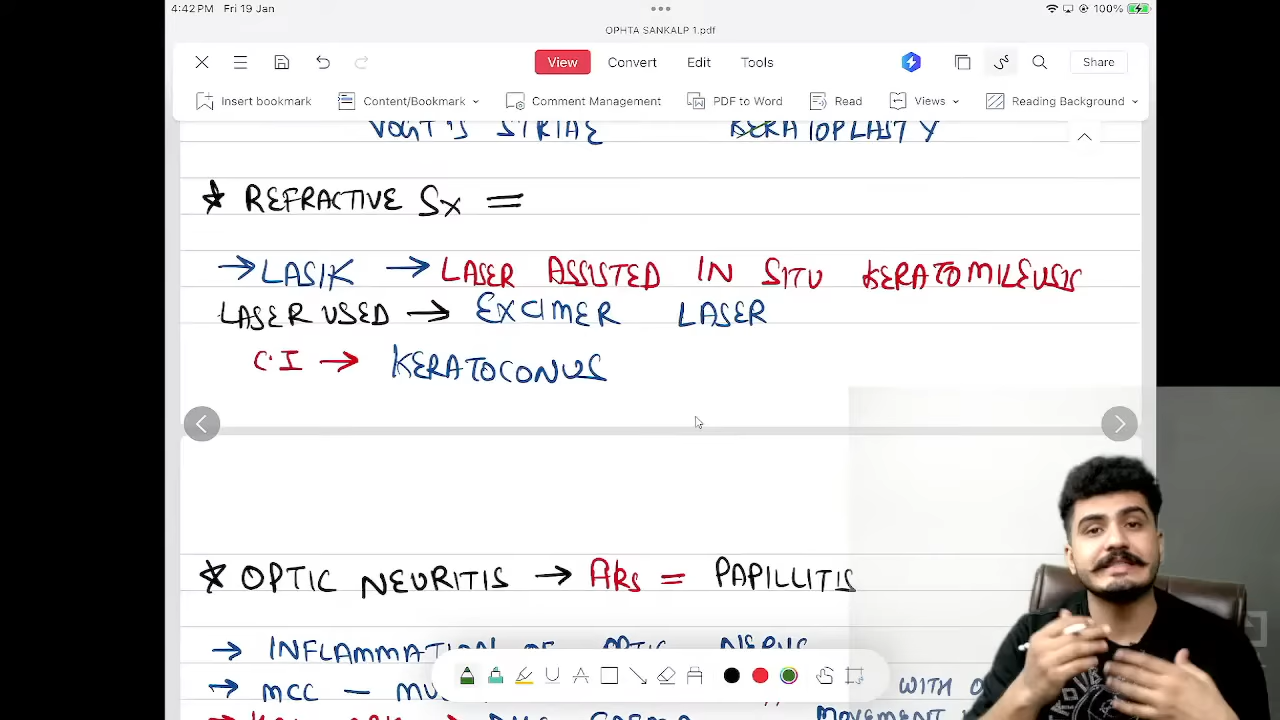 4:42 PM Fri 19 Jan
100%
OPHTA SANKALP 1.pdf
View Convert Edit Tools Share
Insert bookmark Content/Bookmark Comment Management PDF to Word Read Views Reading Background
VOGT'S STRIAE KERATOPLASTY
★ REFRACTIVE Sx =
→ LASIK → LASER ASSISTED IN SITU KERATOMILEUSIS
LASER USED → EXCIMER LASER
C.I → KERATOCONUS
★ OPTIC NEURITIS → AKs = PAPILLITIS
→ INFLAMMATION OF OPTIC NERVE
→ MCC - WITH
MOVEMENT